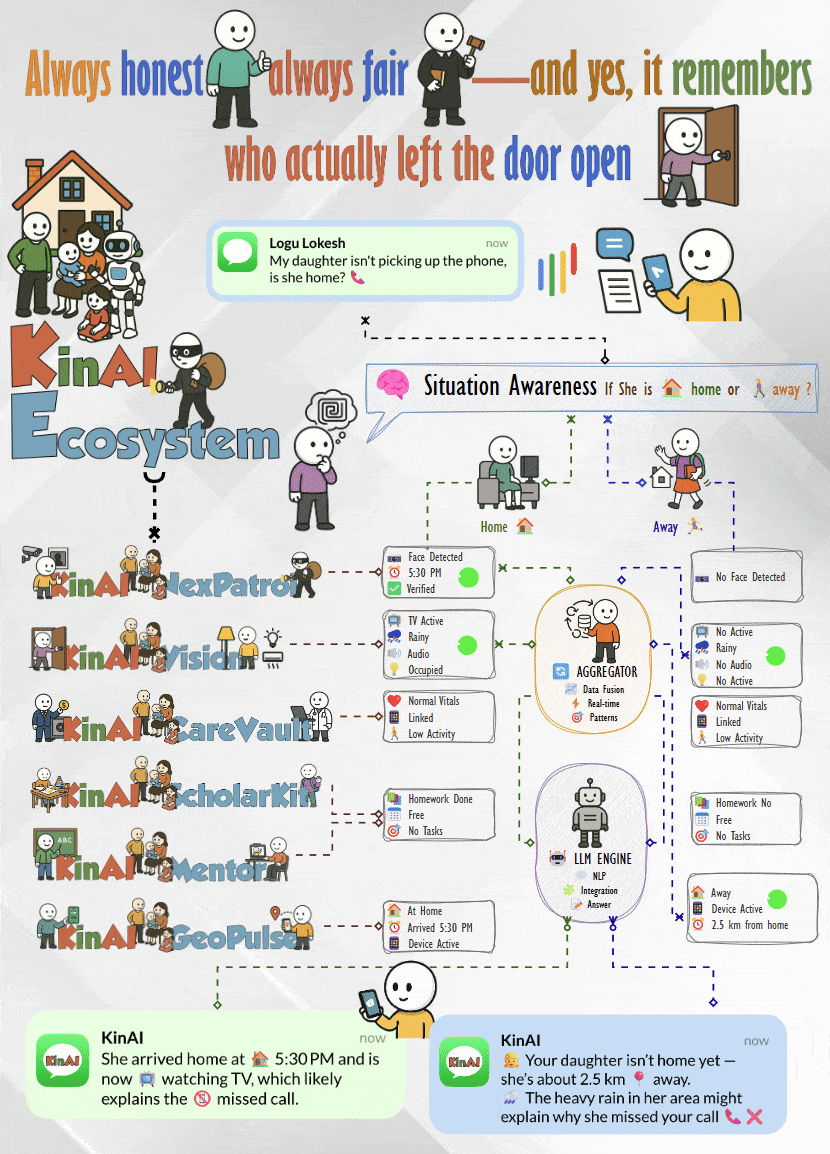 Always honest always fair — and yes, it remembers
who actually left the door open
Logu Lokesh now
My daughter isn't picking up the phone,
is she home?
KinAI
Ecosystem
Situation Awareness If She is home or away ?
Home
Away
KinAI NexPatrol
Face Detected
5:30 PM
Verified
No Face Detected
KinAI Vision
TV Active
Rainy
Audio
Occupied
AGGREGATOR
Data Fusion
Real-time
Patterns
No Active
Rainy
No Audio
No Active
KinAI CareVault
Normal Vitals
Linked
Low Activity
Normal Vitals
Linked
Low Activity
KinAI ScholarKin
Homework Done
Free
No Tasks
Homework No
Free
No Tasks
ABC
KinAI Mentor
LLM ENGINE
NLP
Integration
Answer
KinAI GeoPulse
At Home
Arrived 5:30 PM
Device Active
Away
Device Active
2.5 km from home
KinAI
KinAI now
She arrived home at 5:30 PM and is
now watching TV, which likely
explains the missed call.
KinAI
KinAI now
Your daughter isn't home yet –
she's about 2.5 km away.
The heavy rain in her area might
explain why she missed your call